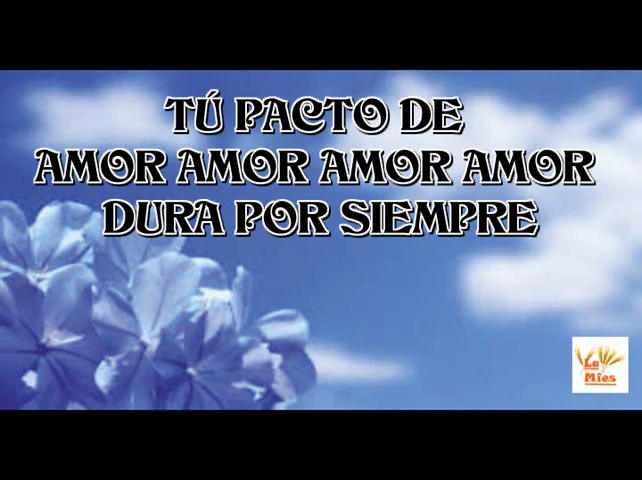 TÚ PACTO DE
AMOR AMOR AMOR AMOR
DURA POR SIEMPRE
La
Mies